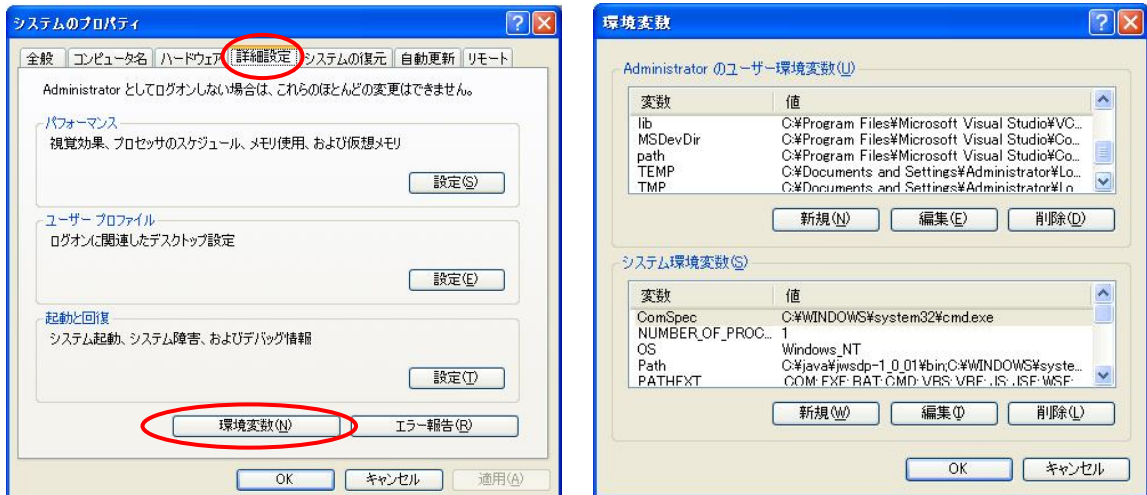 システムのプロパティ
全般 コンピュータ名 ハードウェア 詳細設定 システムの復元 自動更新 リモート
Administrator としてログオンしない場合は、これらのほとんどの変更はできません。
パフォーマンス
視覚効果、プロセッサのスケジュール、メモリ使用、および仮想メモリ
設定(S)
ユーザー プロファイル
ログオンに関連したデスクトップ設定
設定(E)
起動と回復
システム起動、システム障害、およびデバッグ情報
設定(T)
環境変数(N) エラー報告(R)
OK キャンセル 適用(A)
環境変数
Administrator のユーザー環境変数(U)
変数 値
lib C:¥Program Files¥Microsoft Visual Studio¥VC...
MSDevDir C:¥Program Files¥Microsoft Visual Studio¥Co...
path C:¥Program Files¥Microsoft Visual Studio¥Co...
TEMP C:¥Documents and Settings¥Administrator¥Lo...
TMP C:¥Documents and Settings¥Administrator¥Lo...
新規(N) 編集(E) 削除(D)
システム環境変数(S)
変数 値
ComSpec C:¥WINDOWS¥system32¥cmd.exe
NUMBER_OF_PROC... 1
OS Windows_NT
Path C:¥java¥jwsdp-1_0_01¥bin;C:¥WINDOWS¥syste...
PATHEXT .COM;.EXE;.BAT;.CMD;.VBS;.VBE;.JS;.JSE;.WSF;
新規(W) 編集(I) 削除(L)
OK キャンセル